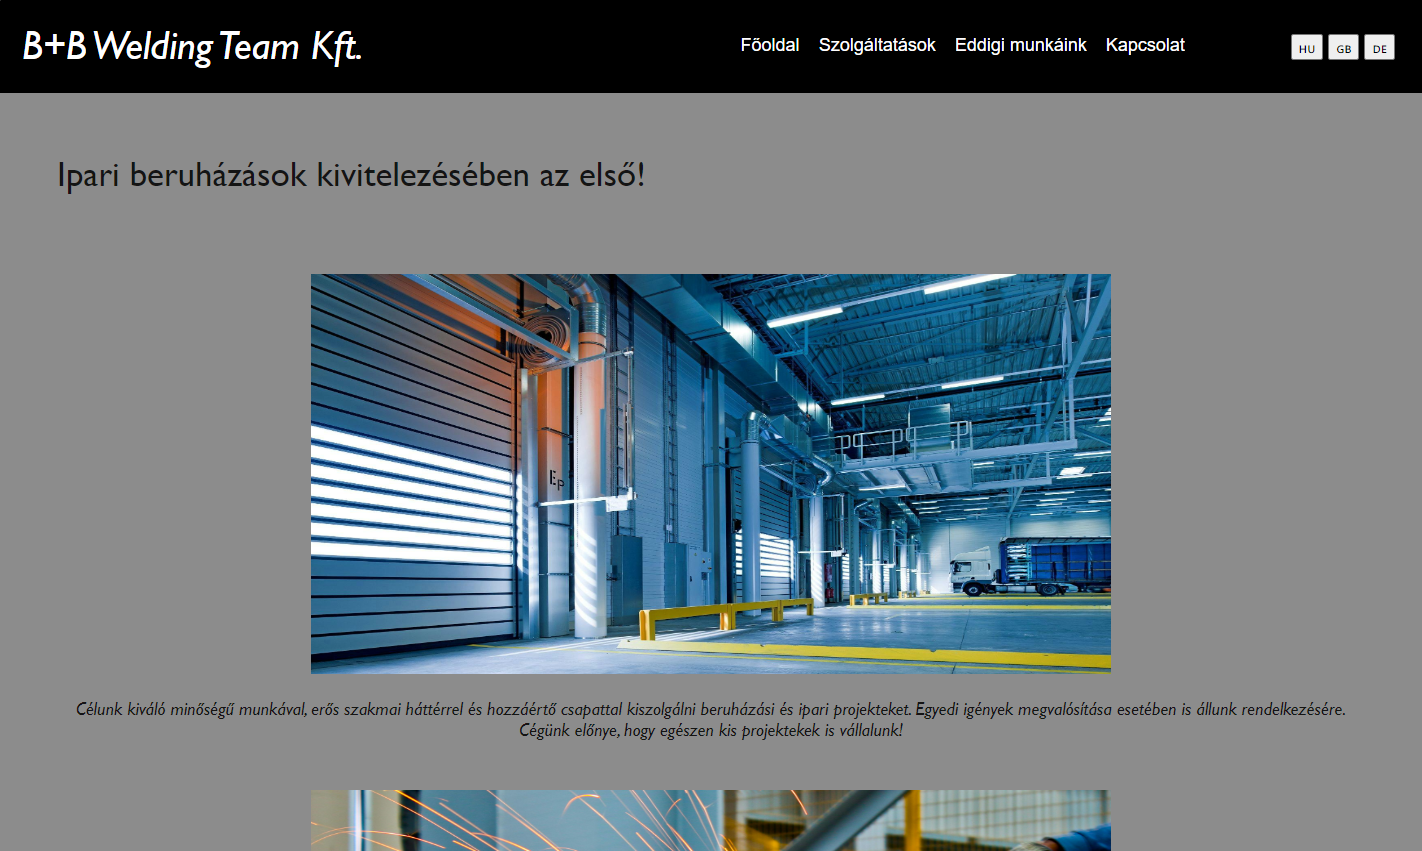 B+B Welding Team Kft.
Főoldal Szolgáltatások Eddigi munkáink Kapcsolat
HU GB DE
Ipari beruházások kivitelezésében az első!
Ep
Célunk kiváló minőségű munkával, erős szakmai háttérrel és hozzáértő csapattal kiszolgálni beruházási és ipari projekteket. Egyedi igények megvalósítása esetében is állunk rendelkezésére.
Cégünk előnye, hogy egészen kis projektekek is vállalunk!